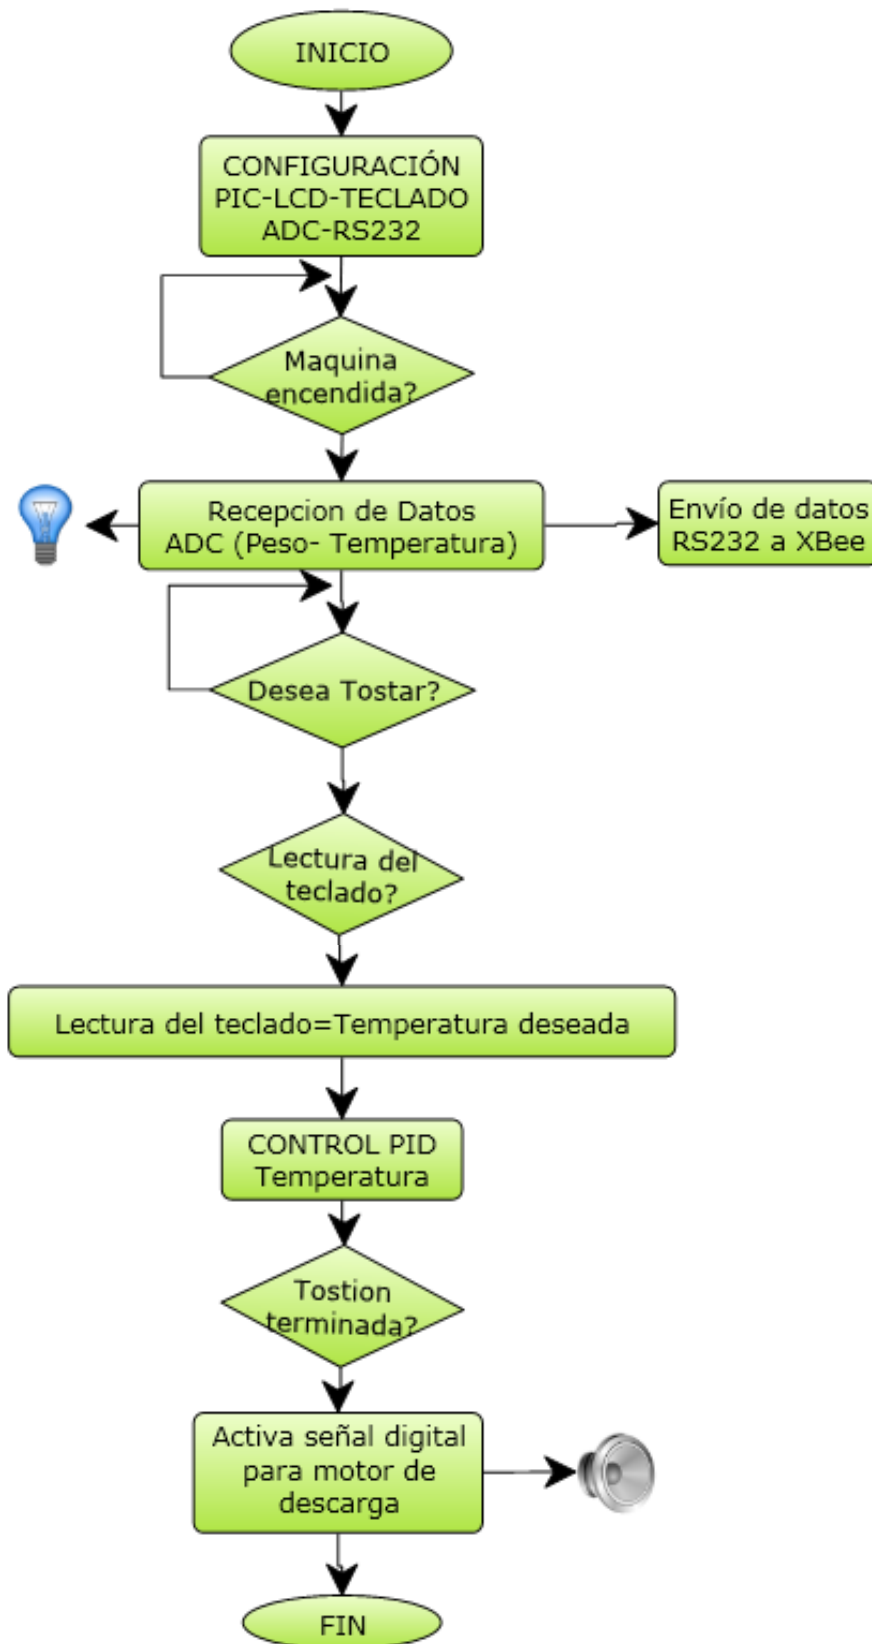 INICIO
CONFIGURACIÓN
PIC-LCD-TECLADO
ADC-RS232
Maquina
encendida?
Recepcion de Datos
ADC (Peso- Temperatura)
Envío de datos
RS232 a XBee
Desea Tostar?
Lectura del
teclado?
Lectura del teclado=Temperatura deseada
CONTROL PID
Temperatura
Tostion
terminada?
Activa señal digital
para motor de
descarga
FIN